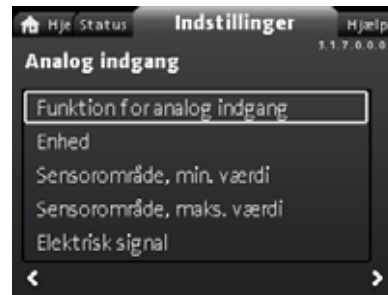 Hje Status Indstillinger Hjælp
3.1.7.0.0.0
Analog indgang
Funktion for analog indgang
Enhed
Sensorområde, min. værdi
Sensorområde, maks. værdi
Elektrisk signal